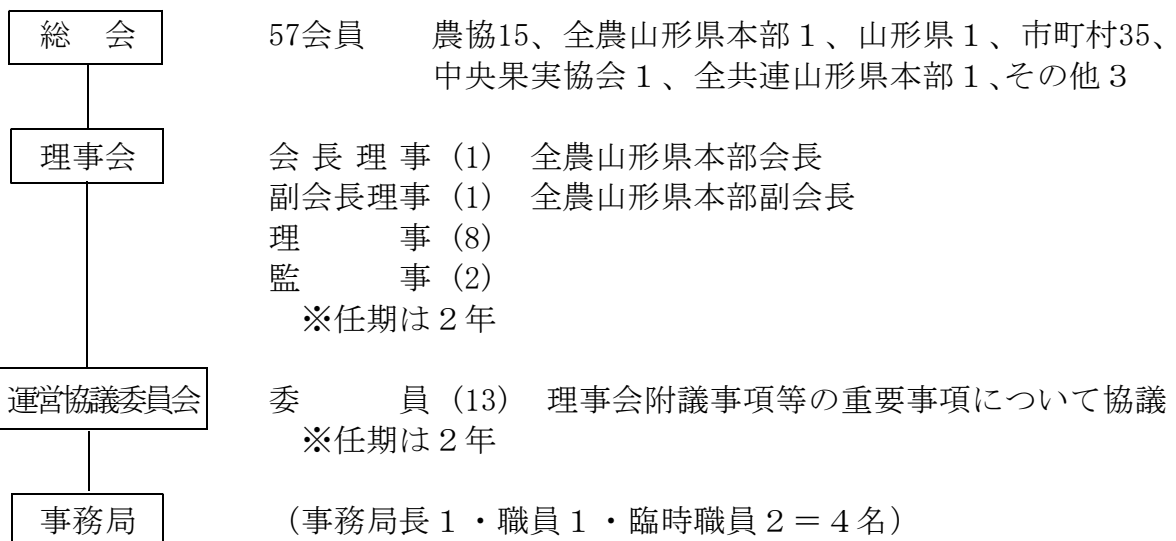 総　会　57会員　農協15、全農山形県本部１、山形県１、市町村35、
中央果実協会１、全共連山形県本部１、その他３
理事会　会 長 理 事 (1)　全農山形県本部会長
副会長理事 (1)　全農山形県本部副会長
理　　　事 (8)
監　　　事 (2)
※任期は２年
運営協議委員会　委　　　員 (13)　理事会附議事項等の重要事項について協議
※任期は２年
事務局　（事務局長１・職員１・臨時職員２＝４名）